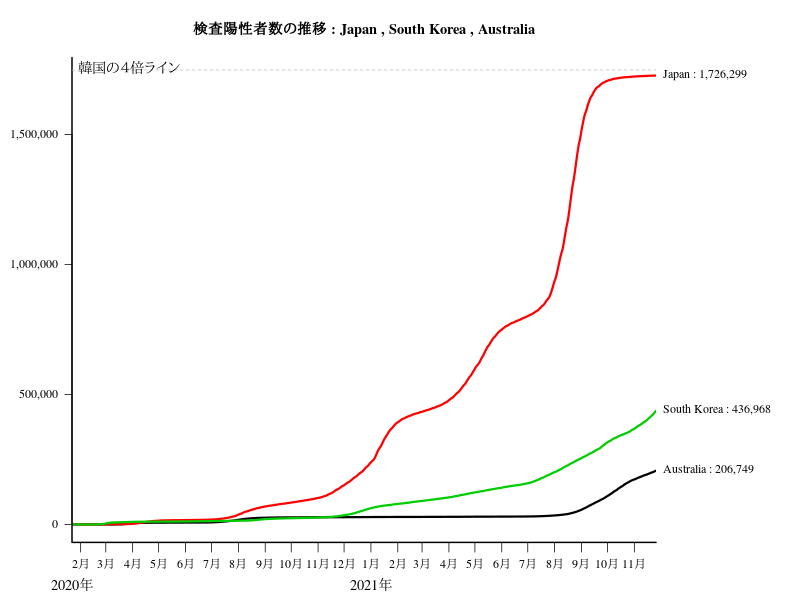 検査陽性者数の推移 : Japan , South Korea , Australia
韓国の４倍ライン
Japan : 1,726,299
1,500,000
1,000,000
500,000
South Korea : 436,968
Australia : 206,749
0
2月 3月 4月 5月 6月 7月 8月 9月 10月 11月 12月 1月 2月 3月 4月 5月 6月 7月 8月 9月 10月 11月
2020年 2021年